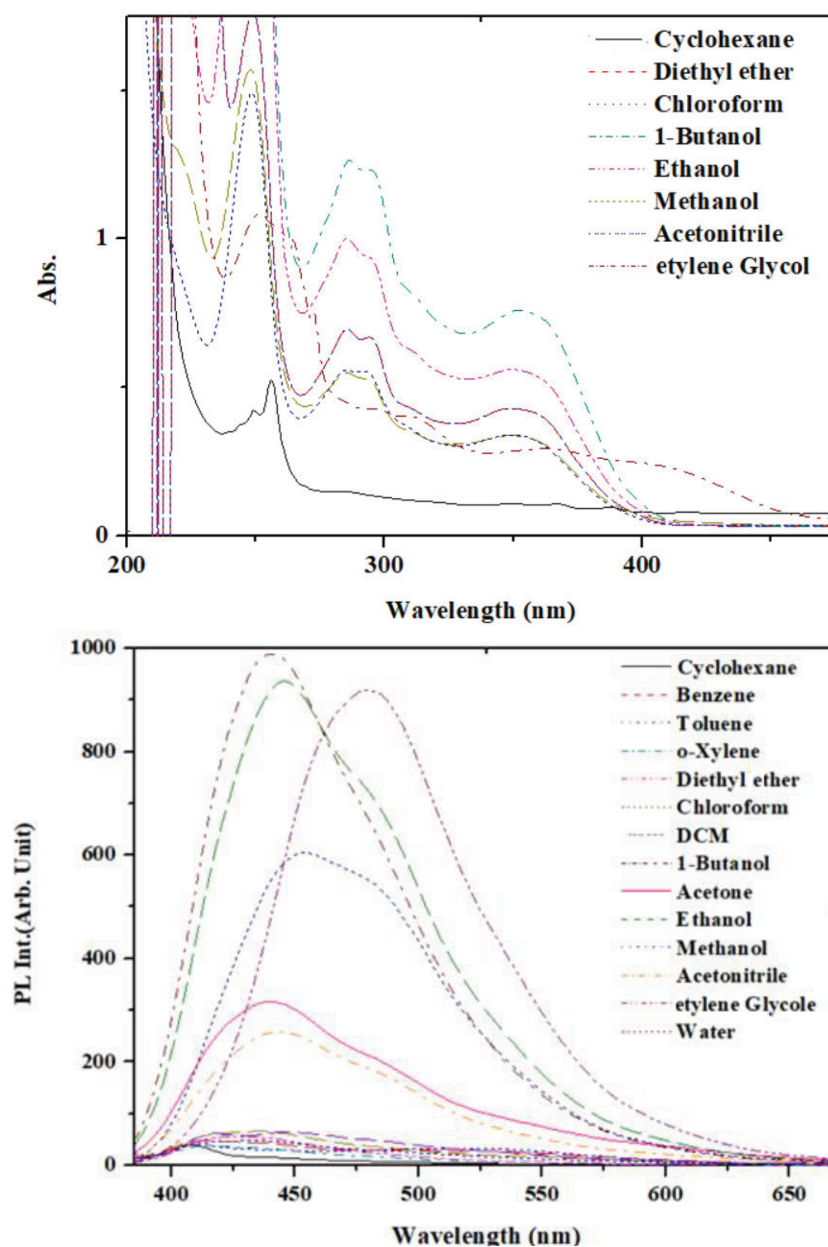 Cyclohexane
Diethyl ether
Chloroform
1-Butanol
Ethanol
Methanol
Acetonitrile
etylene Glycol
Abs.
1
0
200
300
400
Wavelength (nm)
1000
800
600
400
200
0
PL Int.(Arb. Unit)
Cyclohexane
Benzene
Toluene
o-Xylene
Diethyl ether
Chloroform
DCM
1-Butanol
Acetone
Ethanol
Methanol
Acetonitrile
etylene Glycole
Water
400
450
500
550
600
650
Wavelength (nm)